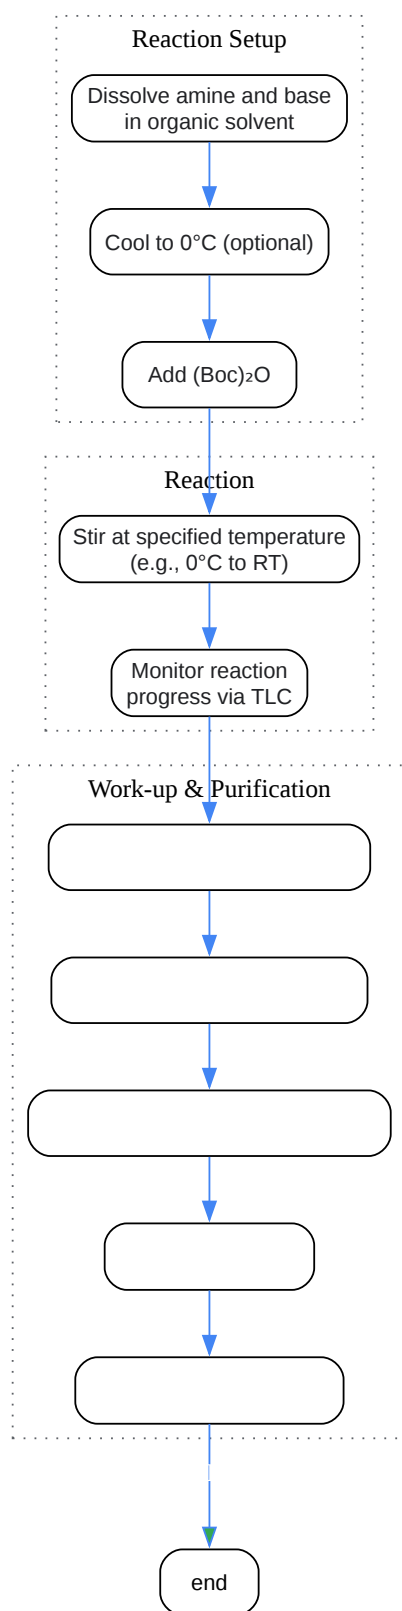 Reaction Setup
Dissolve amine and base
in organic solvent
Cool to 0°C (optional)
Add (Boc)₂O
Reaction
Stir at specified temperature
(e.g., 0°C to RT)
Monitor reaction
progress via TLC
Work-up & Purification
end